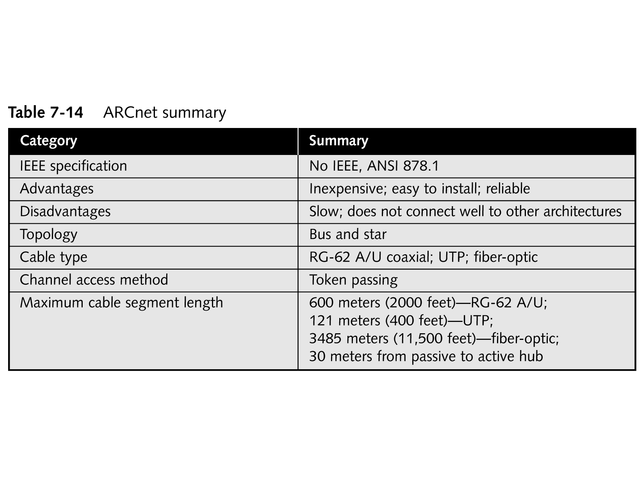 Table 7-14 ARCnet summary
Category Summary
IEEE specification No IEEE, ANSI 878.1
Advantages Inexpensive; easy to install; reliable
Disadvantages Slow; does not connect well to other architectures
Topology Bus and star
Cable type RG-62 A/U coaxial; UTP; fiber-optic
Channel access method Token passing
Maximum cable segment length 600 meters (2000 feet)—RG-62 A/U;
121 meters (400 feet)—UTP;
3485 meters (11,500 feet)—fiber-optic;
30 meters from passive to active hub